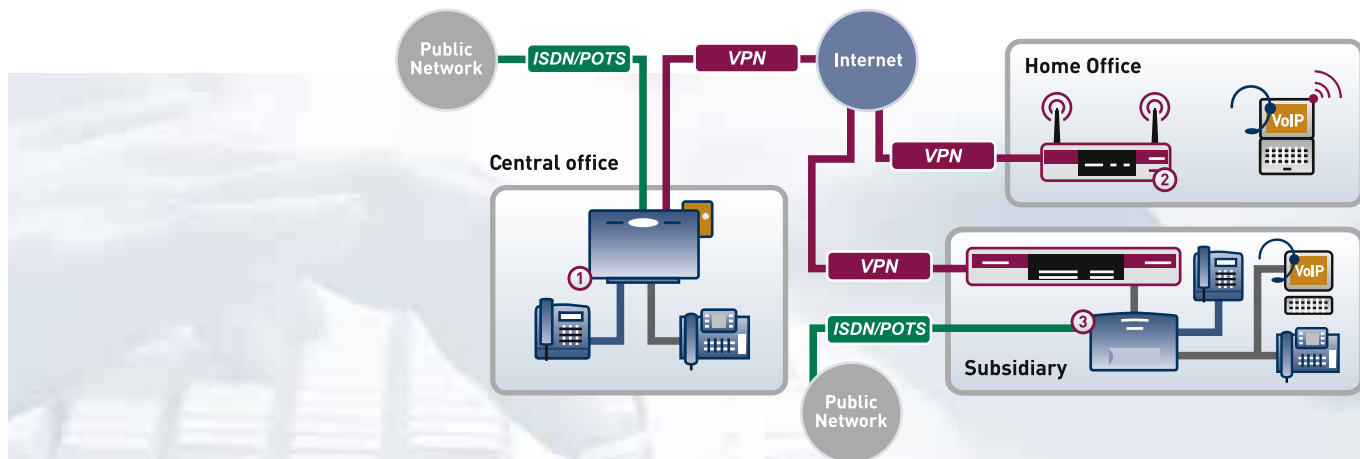 Public
Network
ISDN/POTS
VPN
Internet
Home Office
VoIP
VPN
2
Central office
1
VPN
VoIP
ISDN/POTS
3
Subsidiary
Public
Network